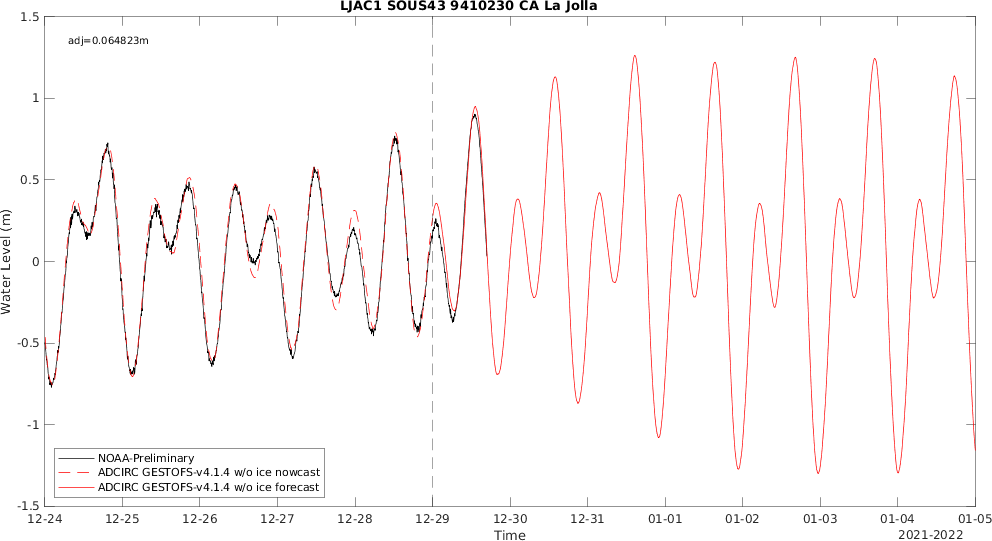 LJAC1 SOUS43 9410230 CA La Jolla
adj=0.064823m
1.5
1
0.5
0
-0.5
-1
-1.5
Water Level (m)
NOAA-Preliminary
ADCIRC GESTOFS-v4.1.4 w/o ice nowcast
ADCIRC GESTOFS-v4.1.4 w/o ice forecast
12-24 12-25 12-26 12-27 12-28 12-29 12-30 12-31 01-01 01-02 01-03 01-04 01-05
Time
2021-2022